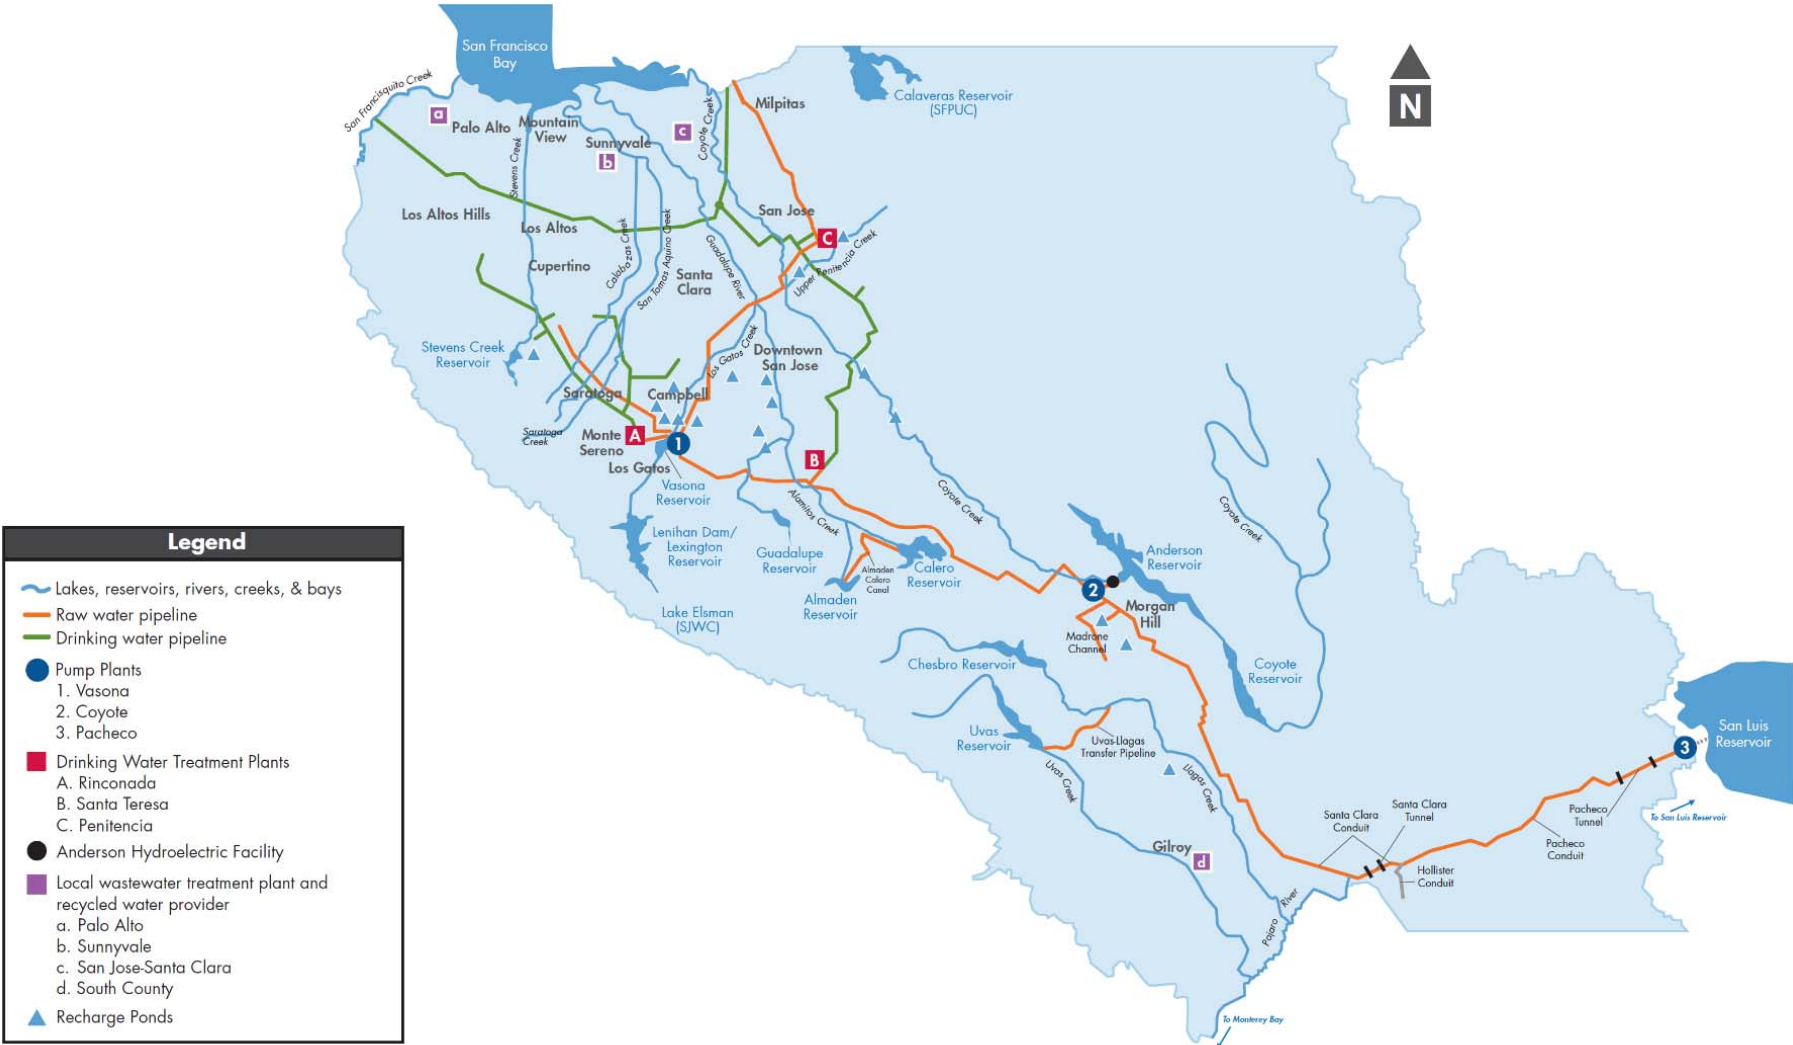 San Francisco
Bay
San Francisquito Creek
a
Palo Alto
Mountain
View
Sunnyvale
b
c
Coyote Creek
Milpitas
Calaveras Reservoir
(SFPUC)
N
Stevens Creek
Los Altos Hills
Los Altos
Cupertino
Calabazas Creek
San Tomas Aquino Creek
Santa
Clara
Guadalupe River
San Jose
C
Upper Penitencia Creek
Stevens Creek
Reservoir
Los Gatos Creek
Downtown
San Jose
Saratoga
Campbell
Saratoga
Creek
Monte
Sereno
A
1
Los Gatos
B
Vasona
Reservoir
Alamitos Creek
Coyote Creek
Coyote Creek
Lenihan Dam/
Lexington
Reservoir
Guadalupe
Reservoir
Almaden
Calero
Canal
Calero
Reservoir
Anderson
Reservoir
2
Almaden
Reservoir
Lake Elsman
(SJWC)
Morgan
Hill
Madrone
Channel
Chesbro Reservoir
Coyote
Reservoir
Uvas
Reservoir
Uvas-Llagas
Transfer Pipeline
Uvas Creek
Llagas Creek
San Luis
Reservoir
3
Pacheco
Tunnel
To San Luis Reservoir
Santa Clara
Conduit
Santa Clara
Tunnel
Pacheco
Conduit
Hollister
Conduit
Gilroy
d
Pajaro River
To Monterey Bay
Legend
Lakes, reservoirs, rivers, creeks, & bays
Raw water pipeline
Drinking water pipeline
Pump Plants
1. Vasona
2. Coyote
3. Pacheco
Drinking Water Treatment Plants
A. Rinconada
B. Santa Teresa
C. Penitencia
Anderson Hydroelectric Facility
Local wastewater treatment plant and
recycled water provider
a. Palo Alto
b. Sunnyvale
c. San Jose-Santa Clara
d. South County
Recharge Ponds